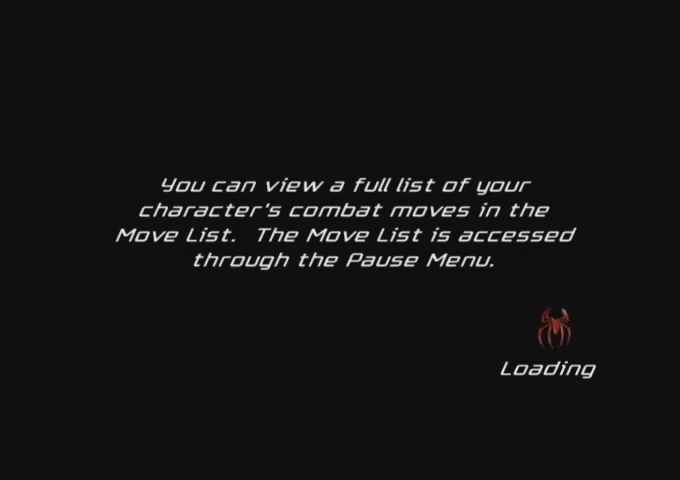 You can view a full list of your
character's combat moves in the
Move List.  The Move List is accessed
through the Pause Menu.
Loading